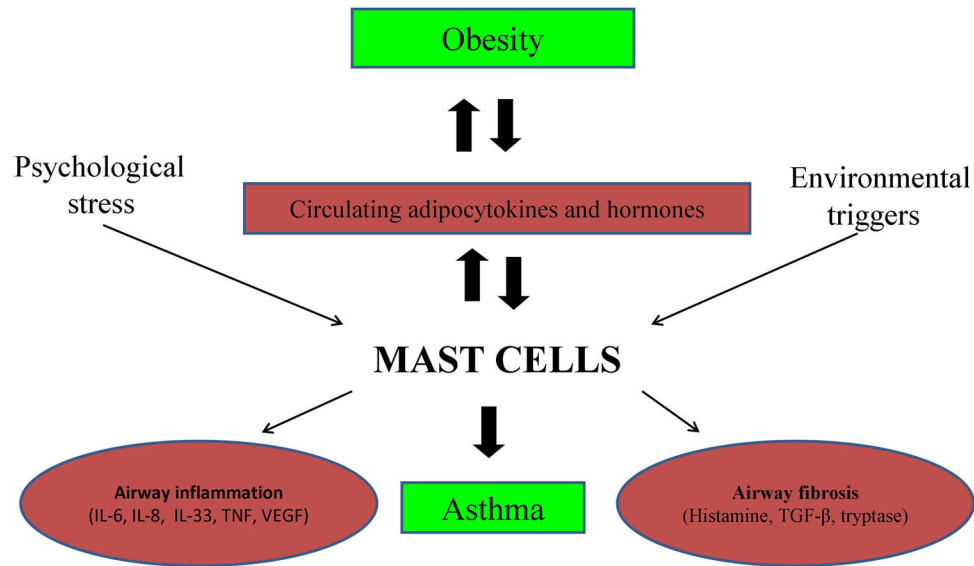 Obesity
Psychological
stress
Environmental
triggers
Circulating adipocytokines and hormones
MAST CELLS
Airway inflammation
(IL-6, IL-8, IL-33, TNF, VEGF)
Asthma
Airway fibrosis
(Histamine, TGF-β, tryptase)